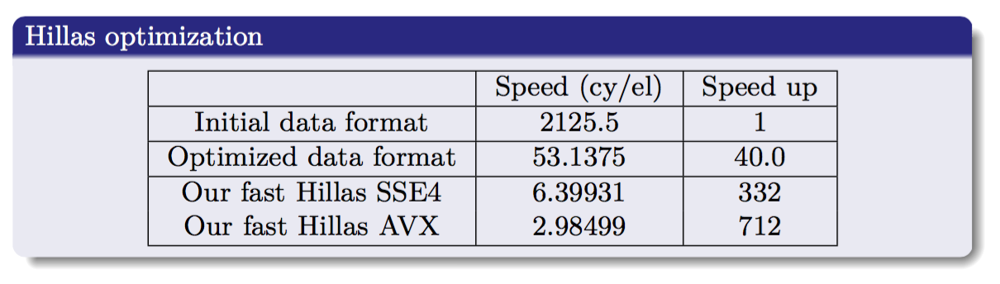 Hillas optimization
Speed (cy/el) Speed up
Initial data format 2125.5 1
Optimized data format 53.1375 40.0
Our fast Hillas SSE4 6.39931 332
Our fast Hillas AVX 2.98499 712